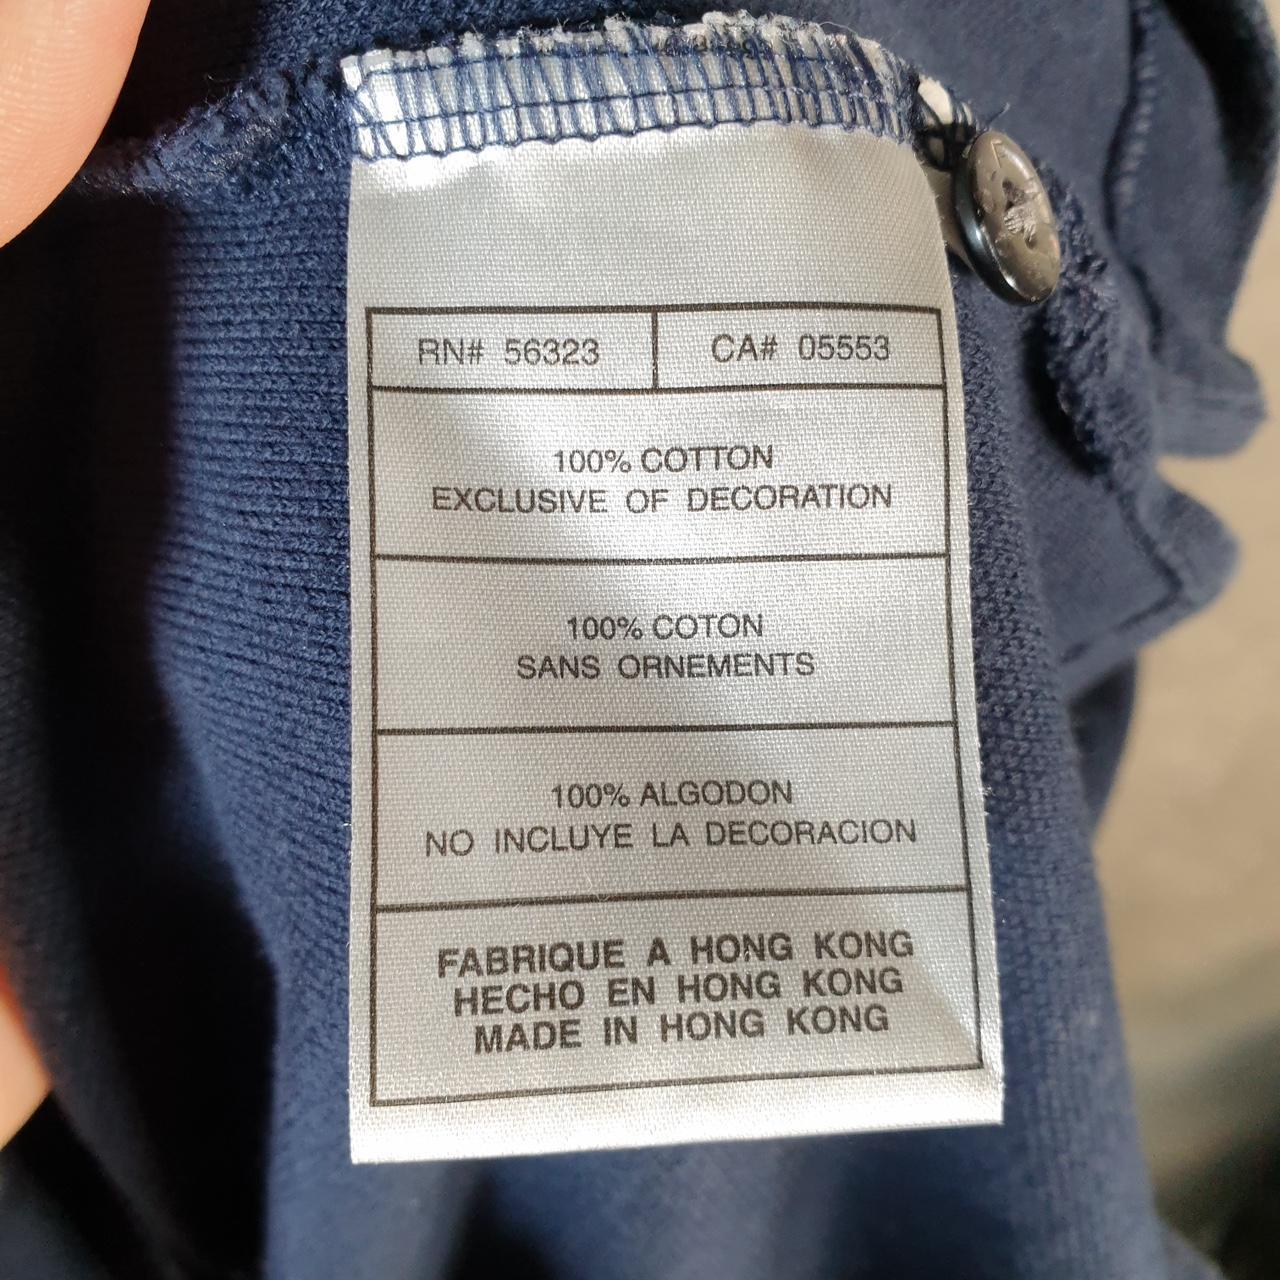 RN# 56323
CA# 05553
100% COTTON
EXCLUSIVE OF DECORATION
100% COTON
SANS ORNEMENTS
100% ALGODON
NO INCLUYE LA DECORACION
FABRIQUE A HONG KONG
HECHO EN HONG KONG
MADE IN HONG KONG